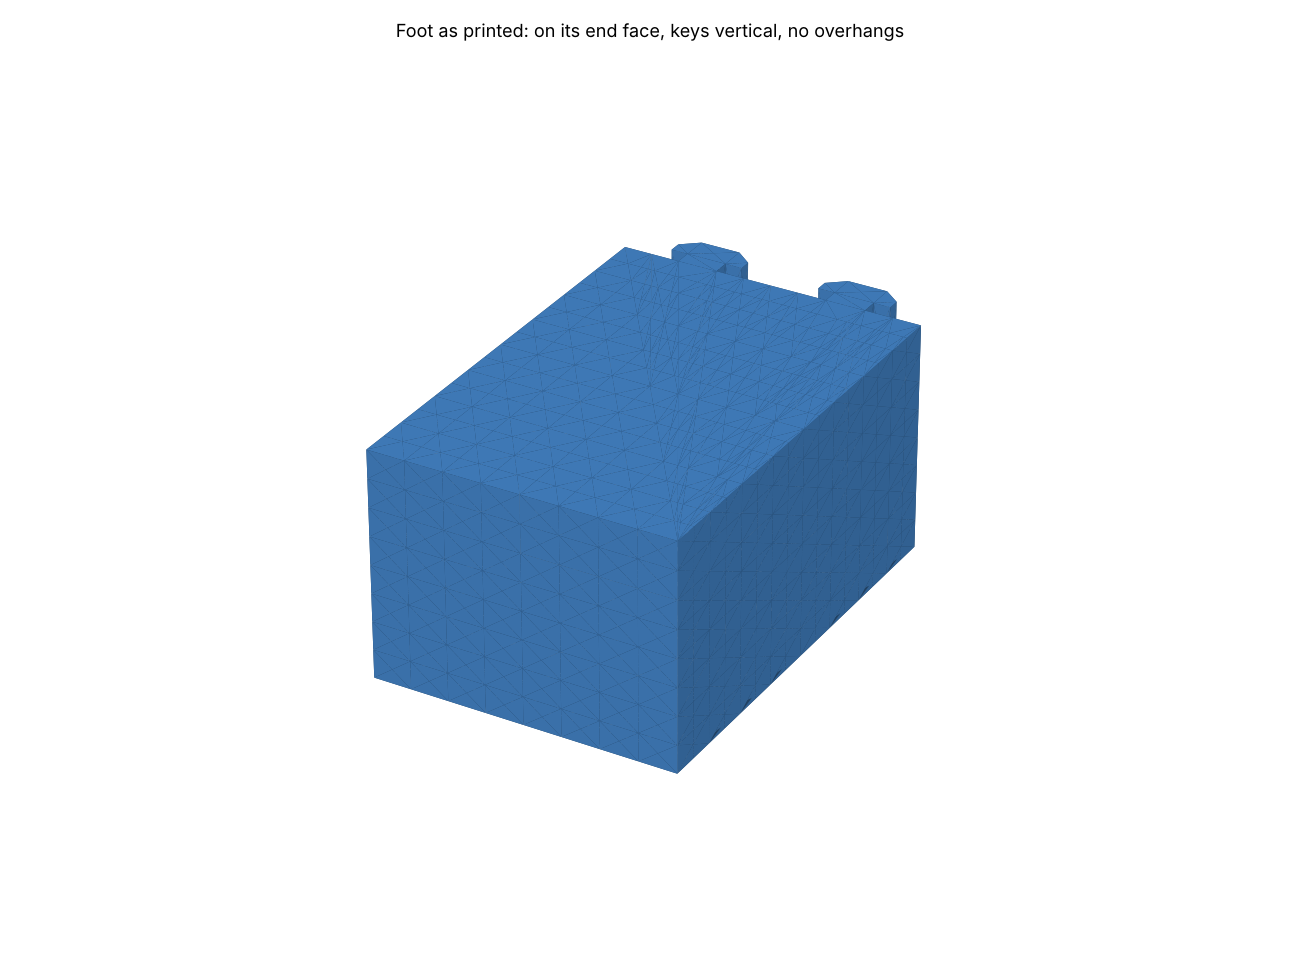 Foot as printed: on its end face, keys vertical, no overhangs